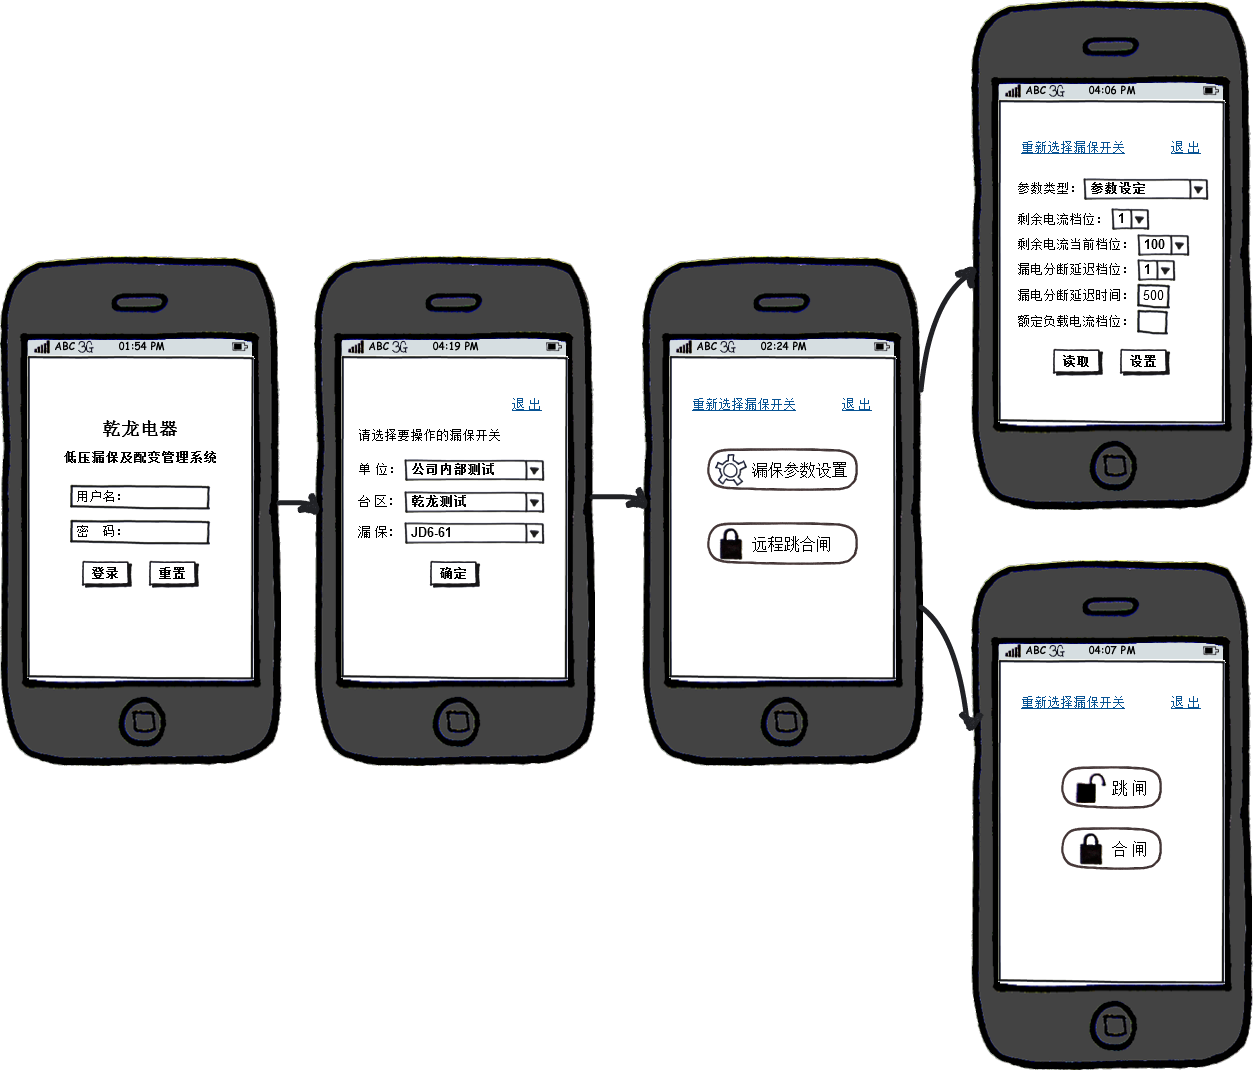 ABC 3G 01:54 PM
乾龙电器
低压漏保及配变管理系统
用户名：
密 码：
登录 重置
ABC 3G 04:19 PM
退 出
请选择要操作的漏保开关
单 位： 公司内部测试
台 区： 乾龙测试
漏 保： JD6-61
确定
ABC 3G 02:24 PM
重新选择漏保开关 退 出
漏保参数设置
远程跳合闸
ABC 3G 04:06 PM
重新选择漏保开关 退 出
参数类型： 参数设定
剩余电流档位： 1
剩余电流当前档位： 100
漏电分断延迟档位： 1
漏电分断延迟时间： 500
额定负载电流档位：
读取 设置
ABC 3G 04:07 PM
重新选择漏保开关 退 出
跳 闸
合 闸